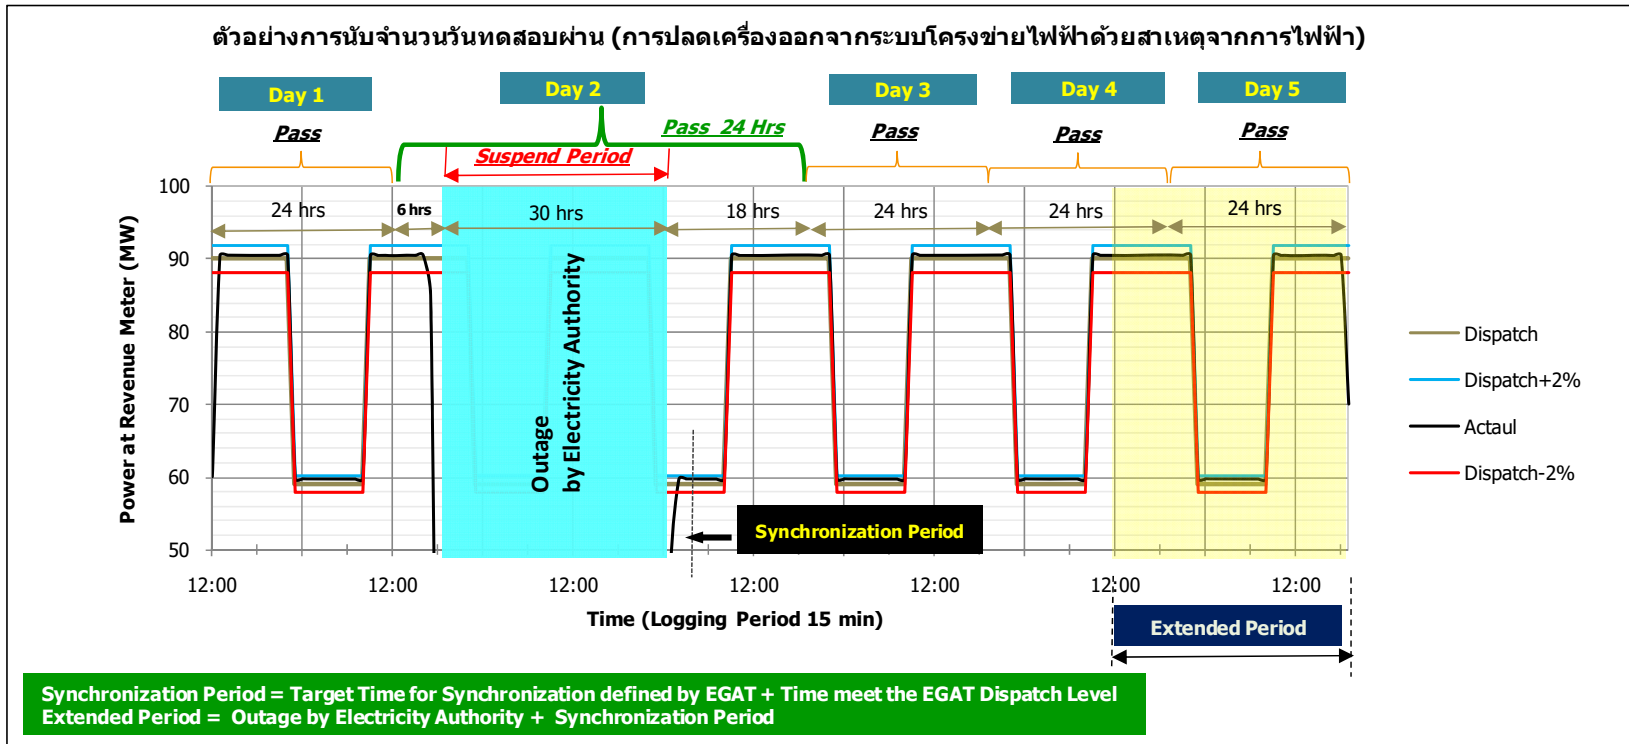 ตัวอย่างการนับจำนวนวันทดสอบผ่าน (การปลดเครื่องออกจากระบบโครงข่ายไฟฟ้าด้วยสาเหตุจากการไฟฟ้า)
Day 1
Day 2
Day 3
Day 4
Day 5
Pass
Pass 24 Hrs
Pass
Pass
Pass
Suspend Period
24 hrs
6 hrs
30 hrs
18 hrs
24 hrs
24 hrs
24 hrs
Power at Revenue Meter (MW)
100
90
80
70
60
50
Outage
by Electricity Authority
Synchronization Period
Dispatch
Dispatch+2%
Actaul
Dispatch-2%
12:00
12:00
12:00
12:00
12:00
12:00
12:00
Time (Logging Period 15 min)
Extended Period
Synchronization Period = Target Time for Synchronization defined by EGAT + Time meet the EGAT Dispatch Level
Extended Period = Outage by Electricity Authority + Synchronization Period